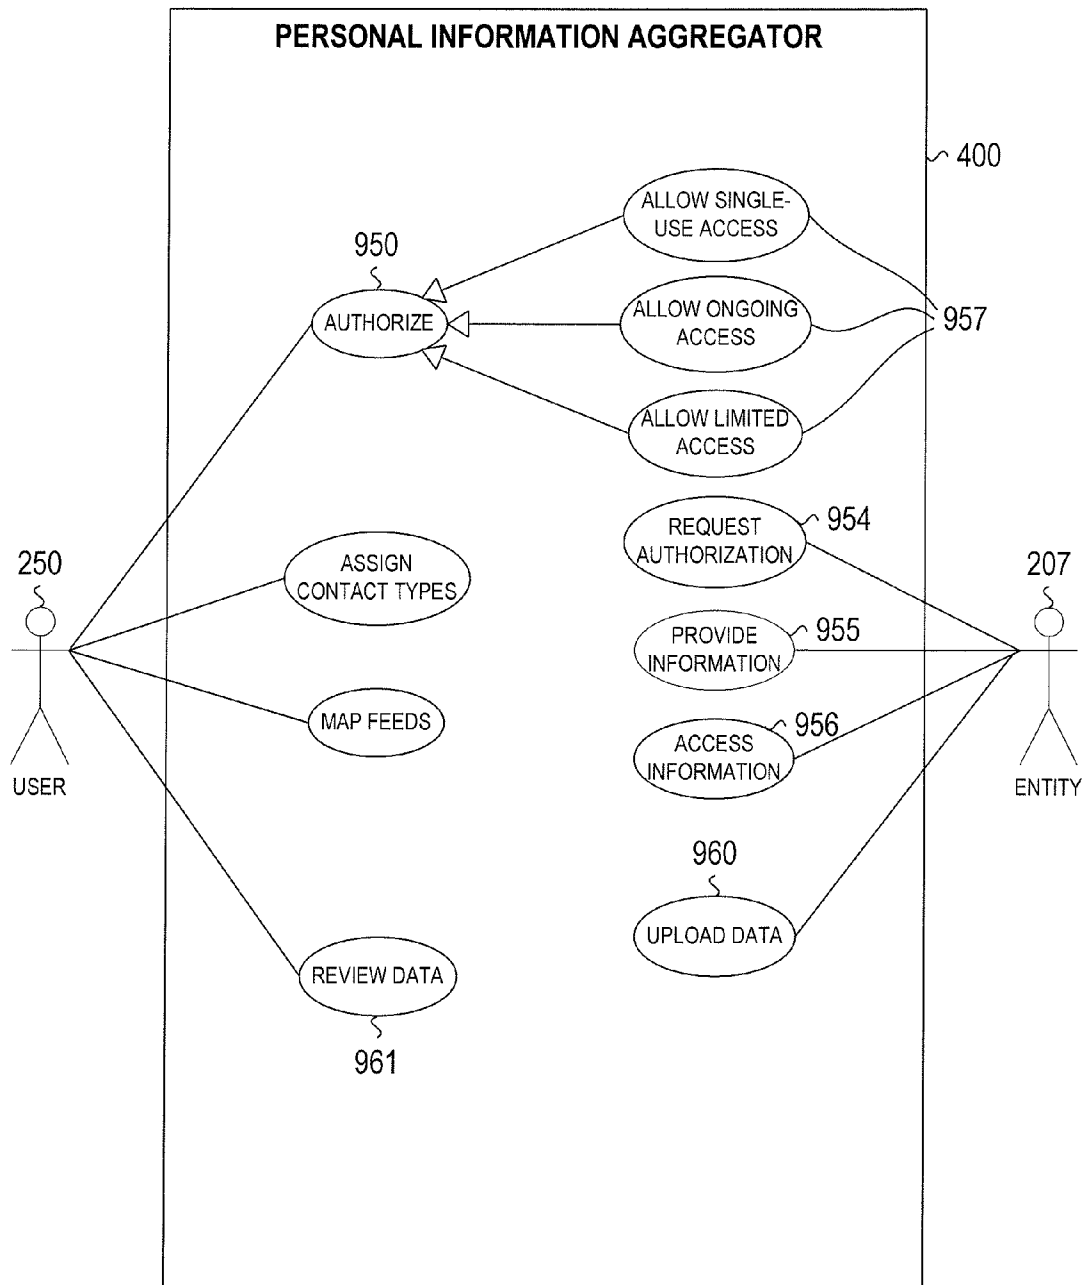 PERSONAL INFORMATION AGGREGATOR
400
ALLOW SINGLE-
USE ACCESS
950
AUTHORIZE
ALLOW ONGOING
ACCESS
957
ALLOW LIMITED
ACCESS
REQUEST
AUTHORIZATION
954
250
ASSIGN
CONTACT TYPES
207
PROVIDE
INFORMATION
955
MAP FEEDS
ACCESS
INFORMATION
956
USER
ENTITY
960
UPLOAD DATA
REVIEW DATA
961